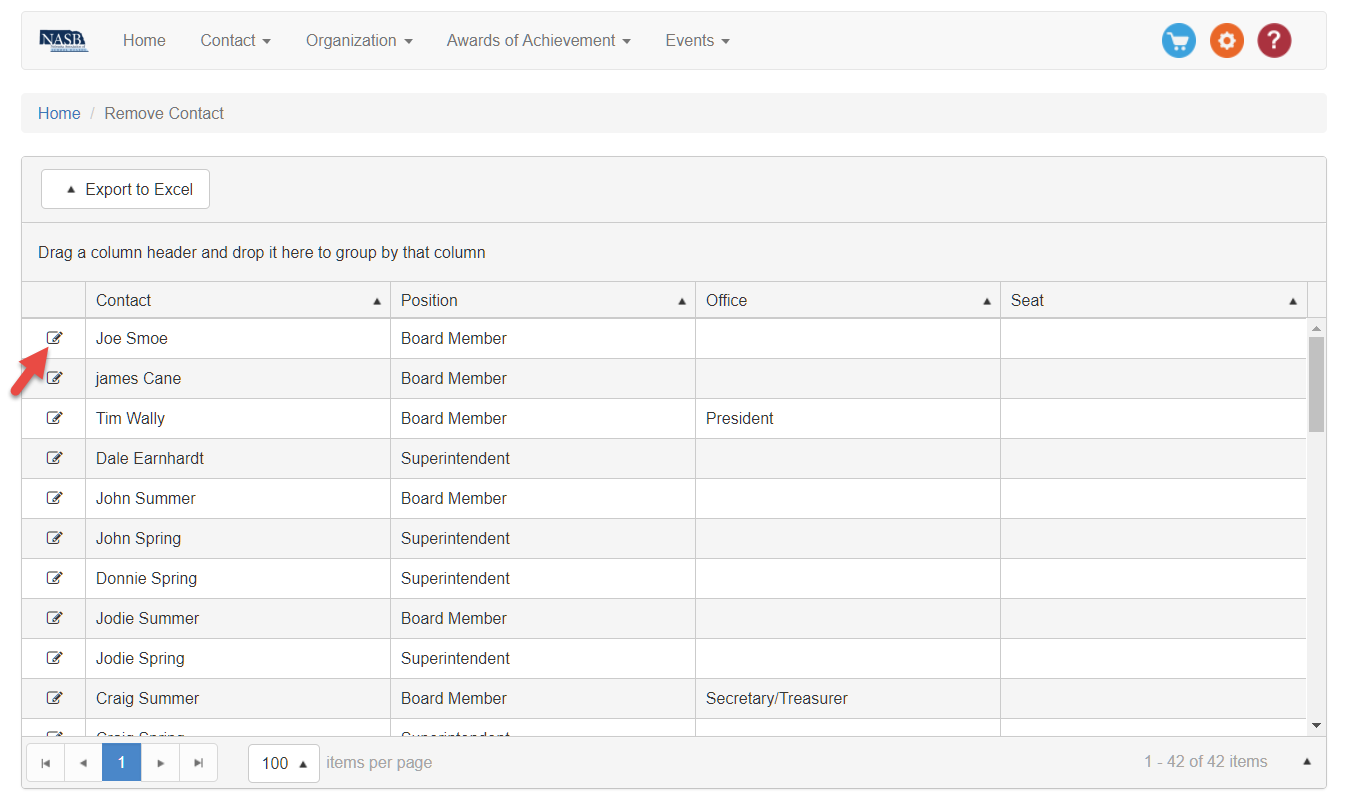 NASB Home Contact Organization Awards of Achievement Events ?
Home / Remove Contact
Export to Excel
Drag a column header and drop it here to group by that column
Contact Position Office Seat
Joe Smoe Board Member
james Cane Board Member
Tim Wally Board Member President
Dale Earnhardt Superintendent
John Summer Board Member
John Spring Superintendent
Donnie Spring Superintendent
Jodie Summer Board Member
Jodie Spring Superintendent
Craig Summer Board Member Secretary/Treasurer
Craig Spring Superintendent
1 100 items per page 1 - 42 of 42 items